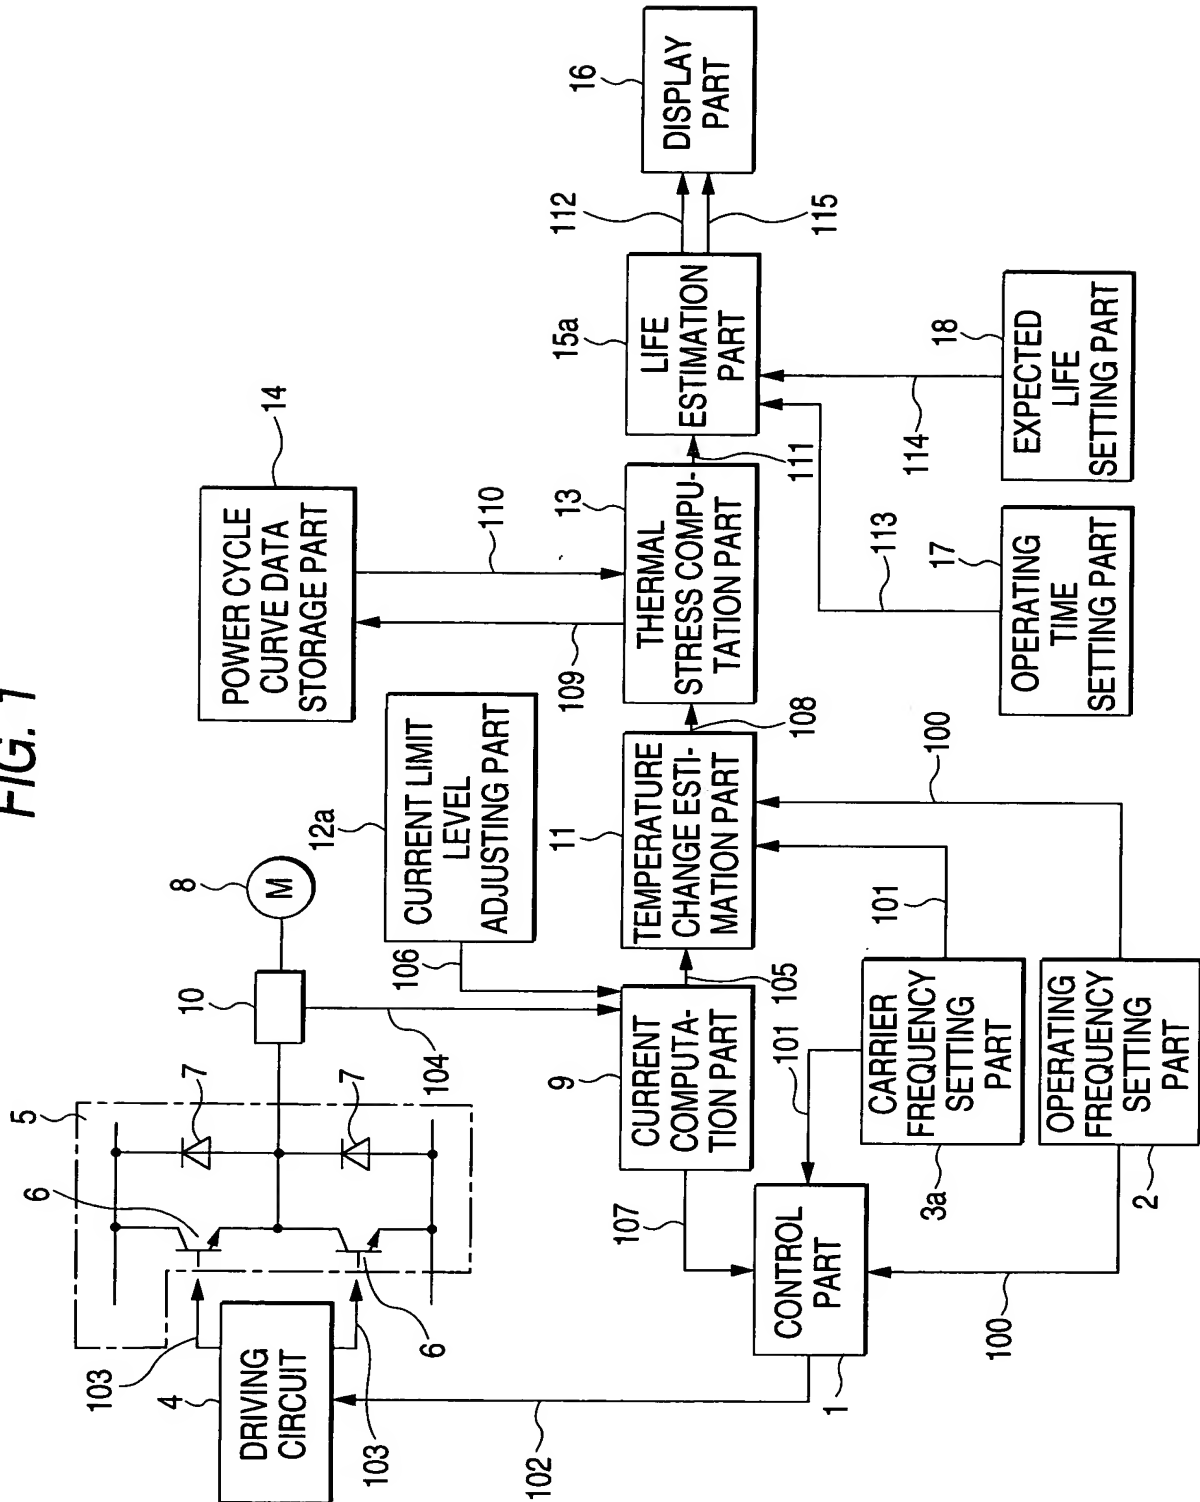 FIG. 1
DRIVING
CIRCUIT
4
103
103
5
6
6
7
7
10
8
M
104
102
CURRENT LIMIT
LEVEL
ADJUSTING PART
12a
106
POWER CYCLE
CURVE DATA
STORAGE PART
14
109
110
CONTROL
PART
1
107
CURRENT
COMPUTA-
TION PART
9
105
TEMPERATURE
CHANGE ESTI-
MATION PART
11
108
THERMAL
STRESS COMPU-
TATION PART
13
111
LIFE
ESTIMATION
PART
15a
112
115
DISPLAY
PART
16
101
101
CARRIER
FREQUENCY
SETTING
PART
3a
100
100
OPERATING
FREQUENCY
SETTING
PART
2
OPERATING
TIME
SETTING PART
17
113
EXPECTED
LIFE
SETTING PART
18
114